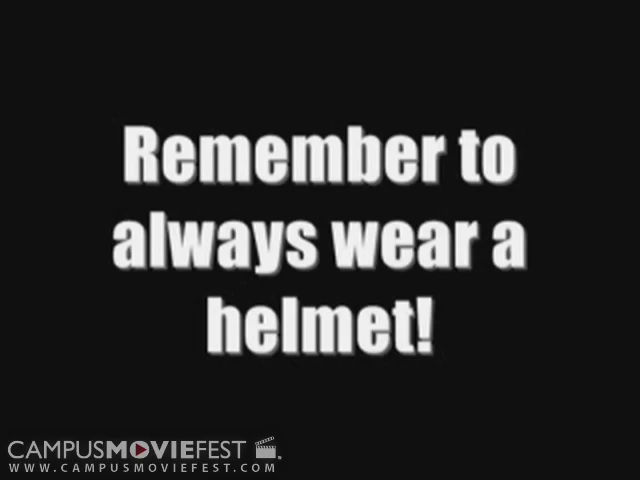 Remember to
always wear a
helmet!
CAMPUSMOVIEFEST
WWW.CAMPUSMOVIEFEST.COM